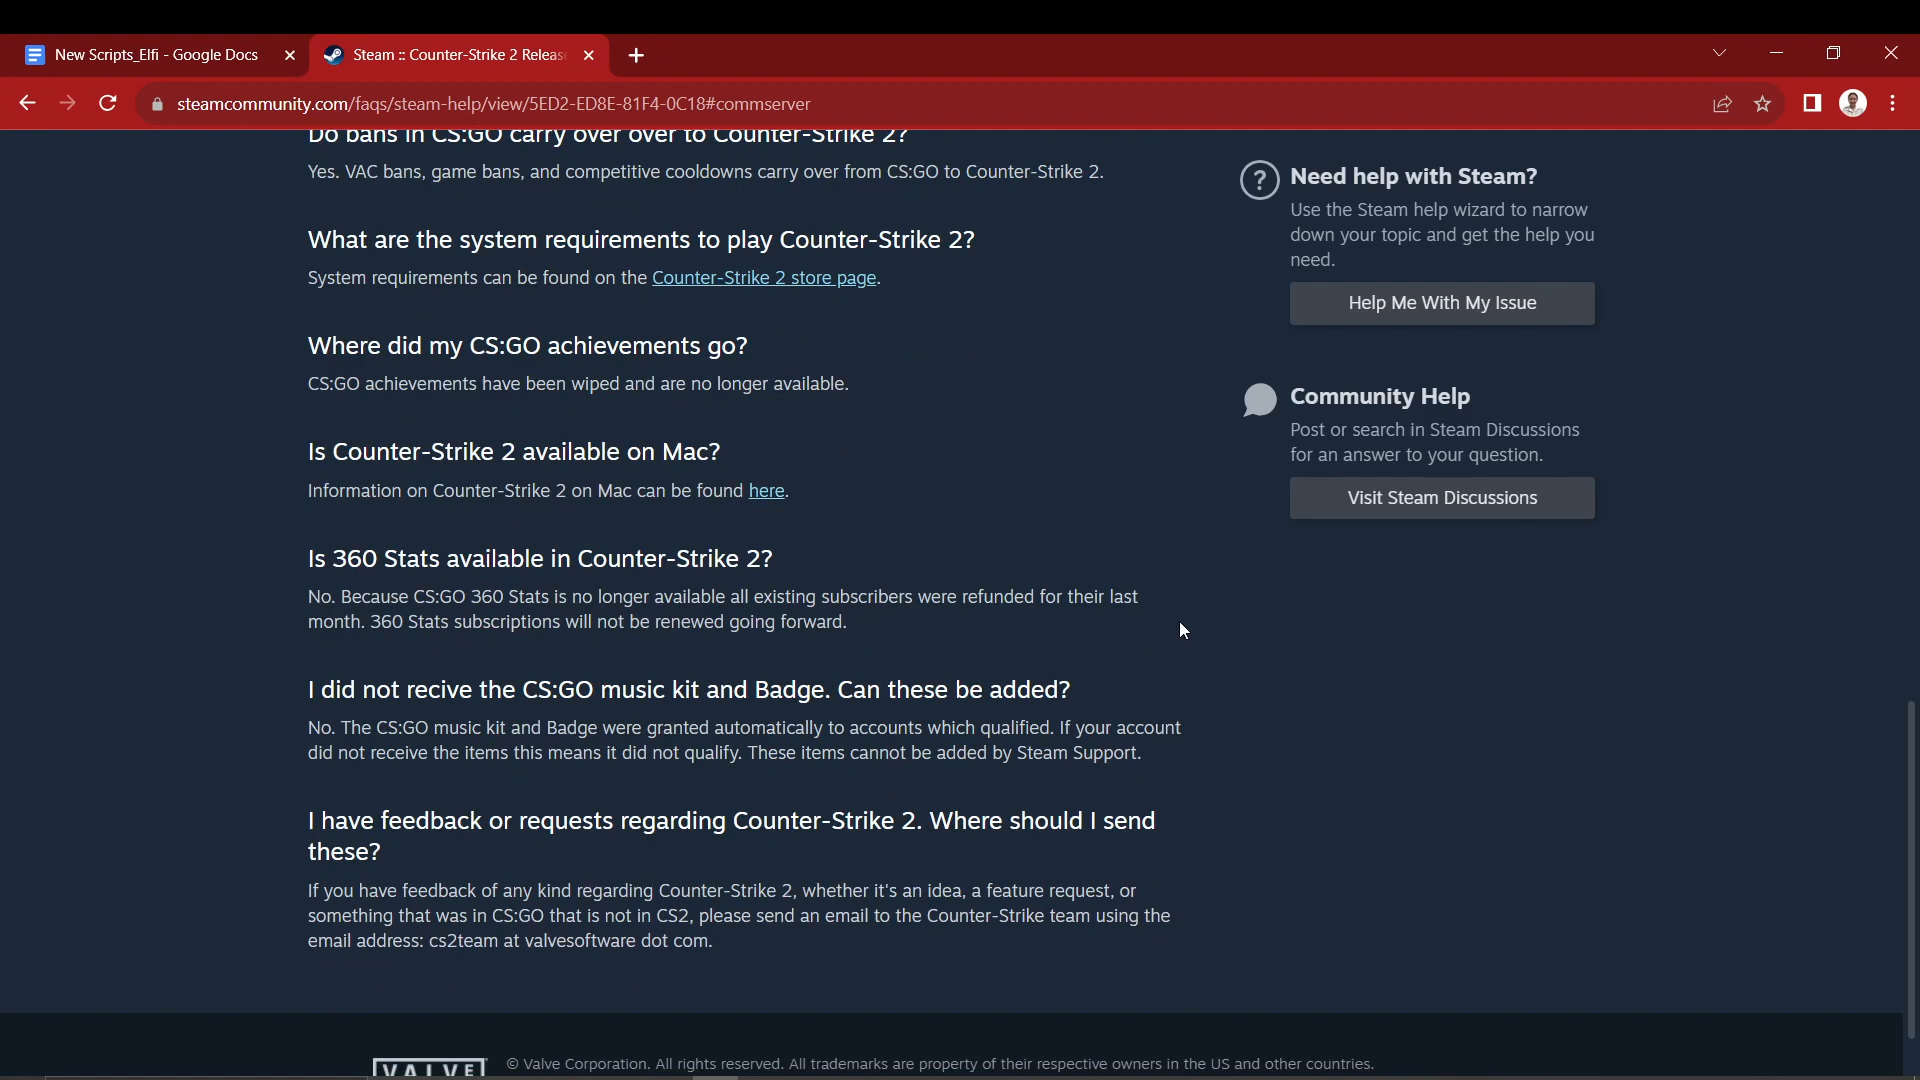 New Scripts_Elfi - Google Docs
Steam :: Counter-Strike 2 Releas
steamcommunity.com/faqs/steam-help/view/5ED2-ED8E-81F4-0C18#commserver
Do bans in CS:GO carry over over to Counter-Strike 2?
Yes. VAC bans, game bans, and competitive cooldowns carry over from CS:GO to Counter-Strike 2.
What are the system requirements to play Counter-Strike 2?
System requirements can be found on the Counter-Strike 2 store page.
Where did my CS:GO achievements go?
CS:GO achievements have been wiped and are no longer available.
Is Counter-Strike 2 available on Mac?
Information on Counter-Strike 2 on Mac can be found here.
Is 360 Stats available in Counter-Strike 2?
No. Because CS:GO 360 Stats is no longer available all existing subscribers were refunded for their last
month. 360 Stats subscriptions will not be renewed going forward.
I did not recive the CS:GO music kit and Badge. Can these be added?
No. The CS:GO music kit and Badge were granted automatically to accounts which qualified. If your account
did not receive the items this means it did not qualify. These items cannot be added by Steam Support.
I have feedback or requests regarding Counter-Strike 2. Where should I send
these?
If you have feedback of any kind regarding Counter-Strike 2, whether it's an idea, a feature request, or
something that was in CS:GO that is not in CS2, please send an email to the Counter-Strike team using the
email address: cs2team at valvesoftware dot com.
Need help with Steam?
Use the Steam help wizard to narrow
down your topic and get the help you
need.
Help Me With My Issue
Community Help
Post or search in Steam Discussions
for an answer to your question.
Visit Steam Discussions
VALVE
© Valve Corporation. All rights reserved. All trademarks are property of their respective owners in the US and other countries.